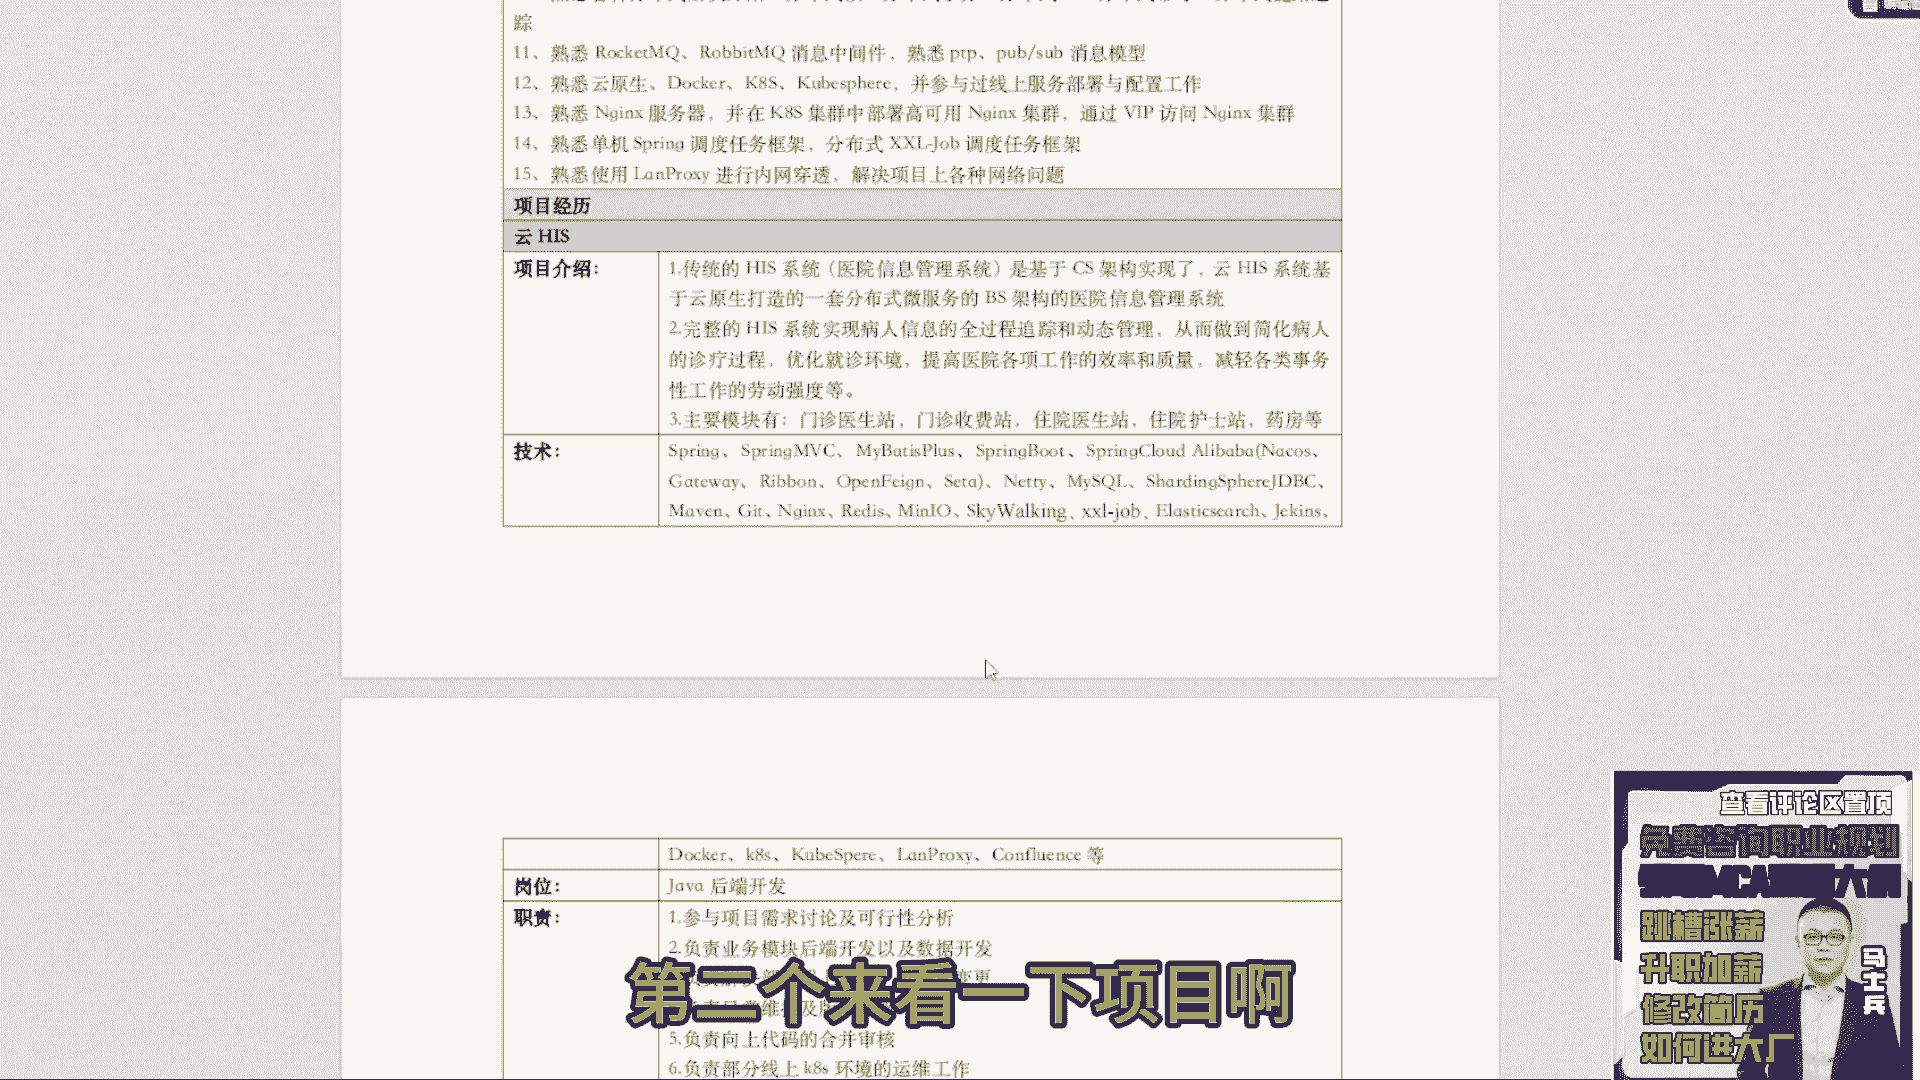 踪
11、熟悉 RocketMQ、RobbitMQ 消息中间件，熟悉 ptp、pub/sub 消息模型
12、熟悉云原生、Docker、K8S、Kubesphere，并参与过线上服务部署与配置工作
13、熟悉 Nginx 服务器，并在 K8S 集群中部署高可用 Nginx 集群，通过 VIP 访问 Nginx 集群
14、熟悉单机 Spring 调度任务框架，分布式 XXL-Job 调度任务框架
15、熟悉使用 LanProxy 进行内网穿透，解决项目上各种网络问题
项目经历
云 HIS
项目介绍：
1.传统的 HIS 系统（医院信息管理系统）是基于 CS 架构实现了，云 HIS 系统基
于云原生打造的一套分布式微服务的 BS 架构的医院信息管理系统
2.完整的 HIS 系统实现病人信息的全过程追踪和动态管理，从而做到简化病人
的诊疗过程，优化就诊环境，提高医院各项工作的效率和质量，减轻各类事务
性工作的劳动强度等。
3.主要模块有：门诊医生站，门诊收费站，住院医生站，住院护士站，药房等
技术：
Spring、SpringMVC、MyBatisPlus、SpringBoot、SpringCloud Alibaba(Nacos、
Gateway、Ribbon、OpenFeign、Seta)、Netty、MySQL、ShardingSphereJDBC、
Maven、Git、Nginx、Redis、MinIO、SkyWalking、xxl-job、Elasticsearch、Jekins、
Docker、k8s、KubeSpere、LanProxy、Confluence 等
岗位：
Java 后端开发
职责：
1.参与项目需求讨论及可行性分析
2.负责业务模块后端开发以及数据开发
变更
5.负责向上代码的合并审核
6.负责部分线上 k8s 环境的运维工作
第二个来看一下项目啊
查看评论区置顶
免费咨询职业规划
跳槽涨薪
升职加薪
修改简历
如何进大厂
马士兵